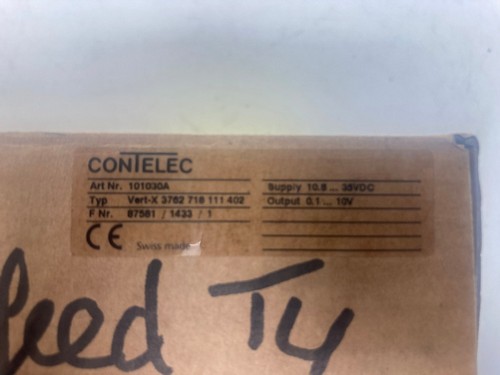 CONTELEC
Art Nr. 101030A
Typ Vert-X 3762 718 111 402
F Nr. 87581 / 1433 / 1
CE Swiss made
Supply 10.8 ... 35VDC
Output 0,1 ... 10V
Ty